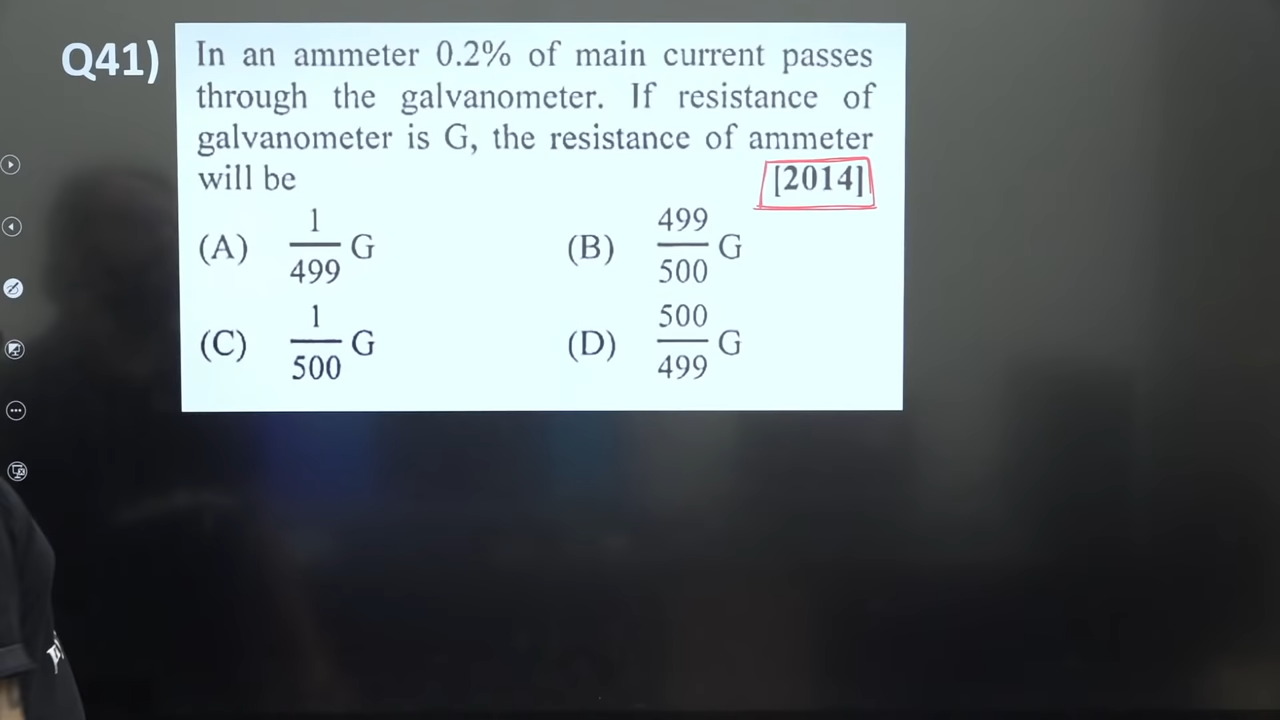 Q41)
In an ammeter 0.2% of main current passes
through the galvanometer. If resistance of
galvanometer is G, the resistance of ammeter
will be [2014]
(A) 1/499 G (B) 499/500 G
(C) 1/500 G (D) 500/499 G